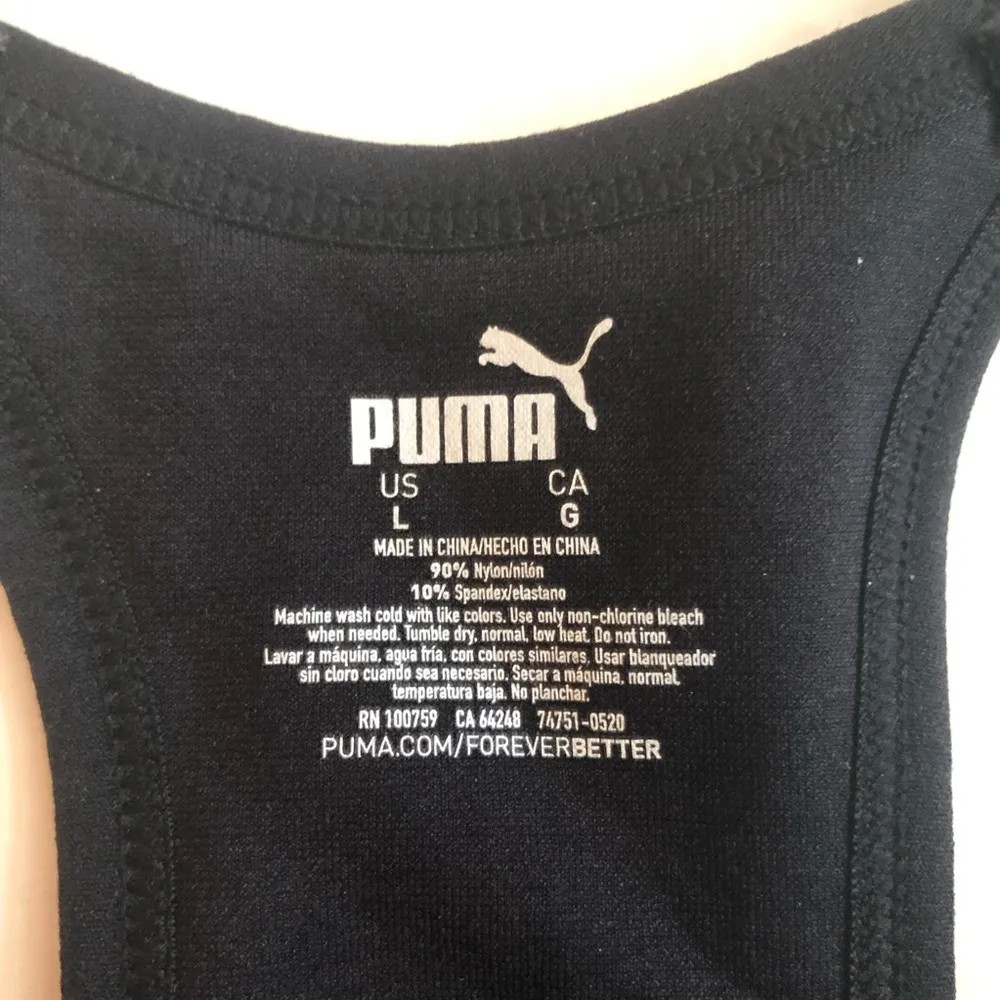 PUMA
US CA
L G
MADE IN CHINA/HECHO EN CHINA
90% Nylon/nilón
10% Spandex/elastano
Machine wash cold with like colors. Use only non-chlorine bleach
when needed. Tumble dry, normal, low heat. Do not iron.
Lavar a máquina, agua fría, con colores similares, Usar blanqueador
sin cloro cuando sea necesario. Secar a máquina, normal,
temperatura baja. No planchar.
RN 100759 CA 64248 74751-0520
PUMA.COM/FOREVERBETTER